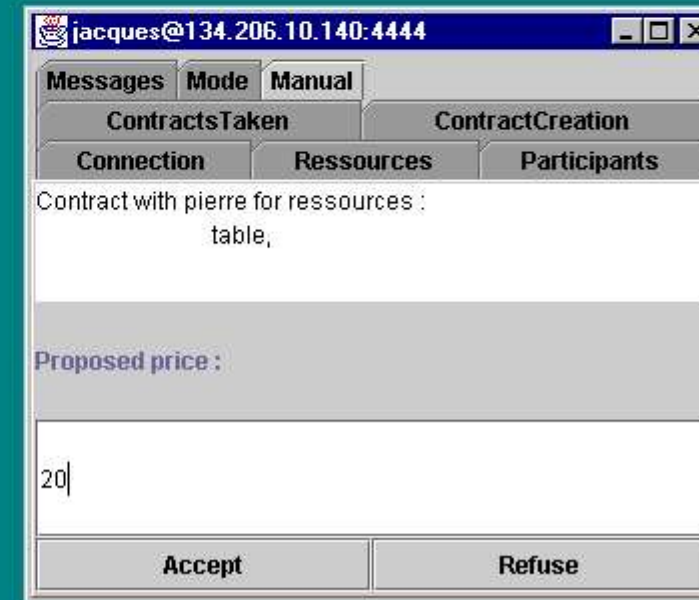 jacques@134.206.10.140:4444
Messages Mode Manual
ContractsTaken ContractCreation
Connection Ressources Participants
Contract with pierre for ressources :
table,
Proposed price :
20
Accept Refuse